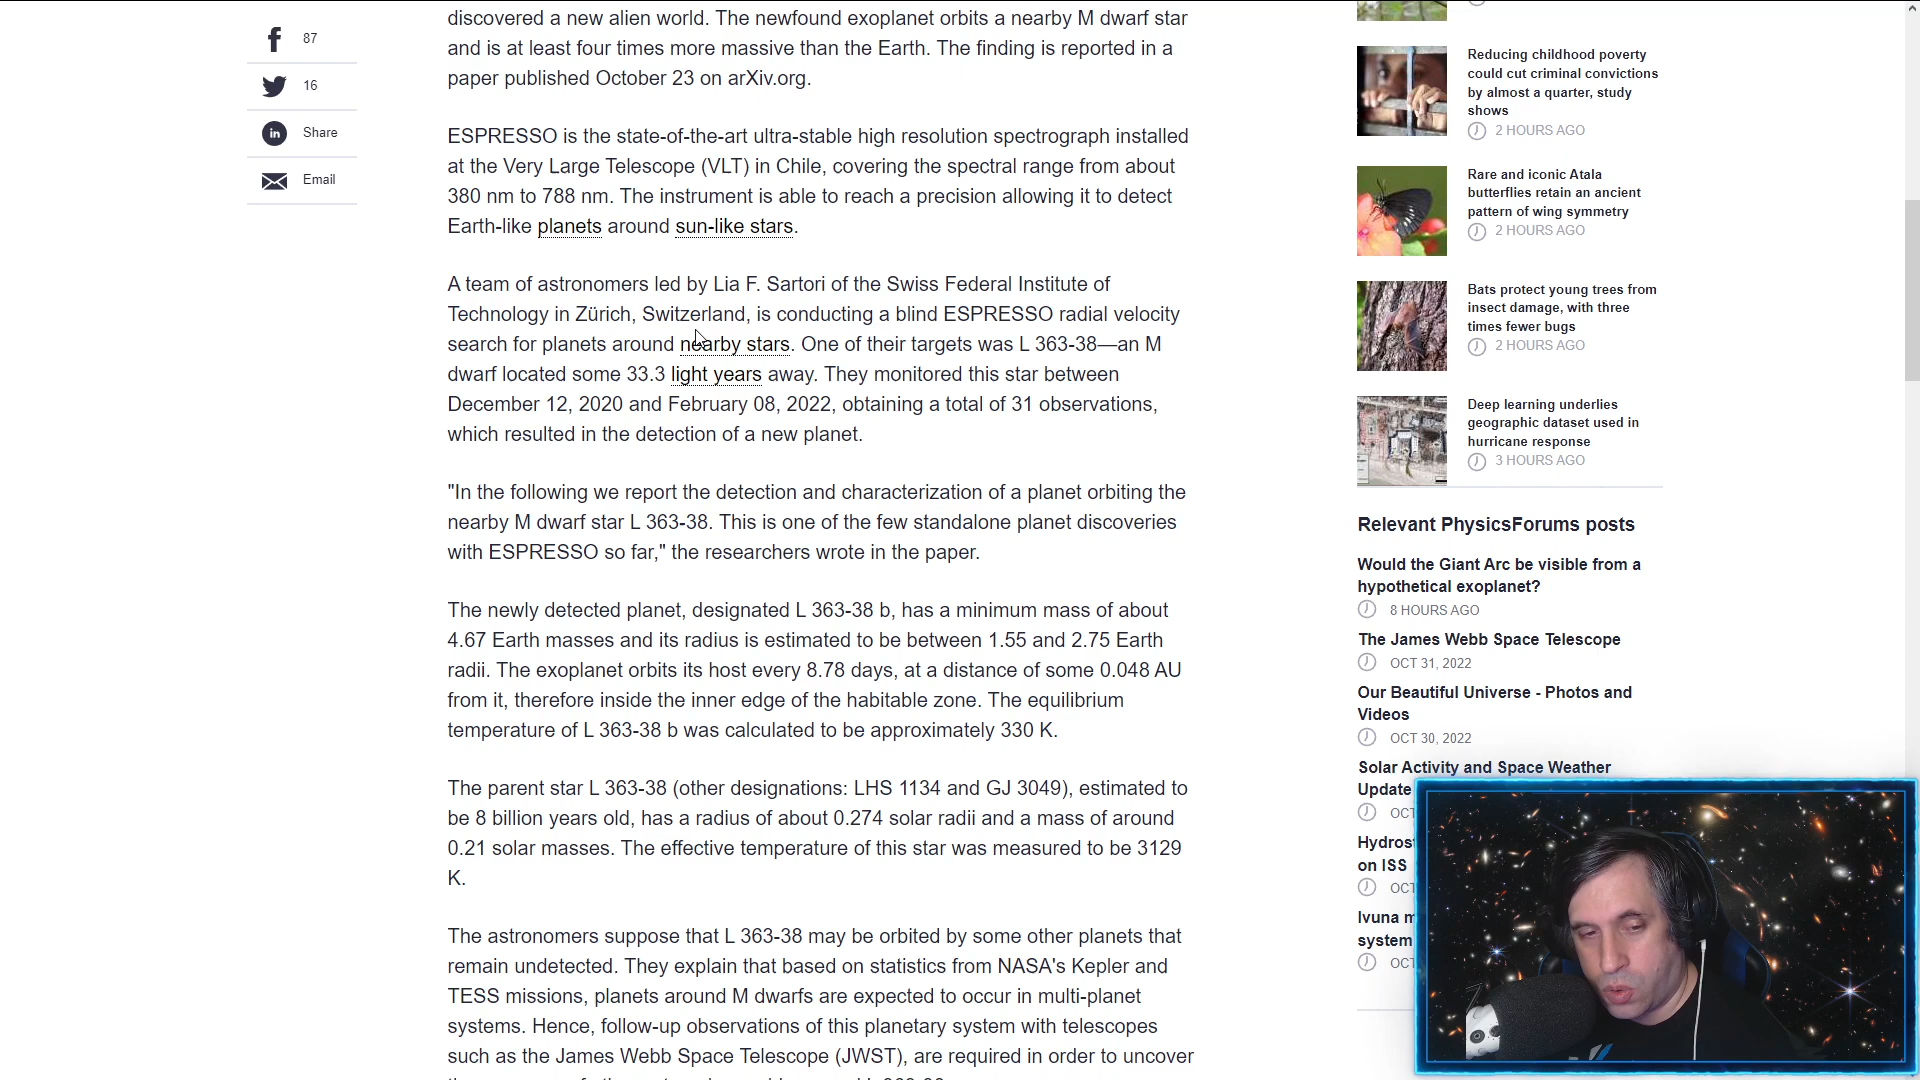 87
16
Share
Email
discovered a new alien world. The newfound exoplanet orbits a nearby M dwarf star
and is at least four times more massive than the Earth. The finding is reported in a
paper published October 23 on arXiv.org.
ESPRESSO is the state-of-the-art ultra-stable high resolution spectrograph installed
at the Very Large Telescope (VLT) in Chile, covering the spectral range from about
380 nm to 788 nm. The instrument is able to reach a precision allowing it to detect
Earth-like planets around sun-like stars.
A team of astronomers led by Lia F. Sartori of the Swiss Federal Institute of
Technology in Zürich, Switzerland, is conducting a blind ESPRESSO radial velocity
search for planets around nearby stars. One of their targets was L 363-38—an M
dwarf located some 33.3 light years away. They monitored this star between
December 12, 2020 and February 08, 2022, obtaining a total of 31 observations,
which resulted in the detection of a new planet.
"In the following we report the detection and characterization of a planet orbiting the
nearby M dwarf star L 363-38. This is one of the few standalone planet discoveries
with ESPRESSO so far," the researchers wrote in the paper.
The newly detected planet, designated L 363-38 b, has a minimum mass of about
4.67 Earth masses and its radius is estimated to be between 1.55 and 2.75 Earth
radii. The exoplanet orbits its host every 8.78 days, at a distance of some 0.048 AU
from it, therefore inside the inner edge of the habitable zone. The equilibrium
temperature of L 363-38 b was calculated to be approximately 330 K.
The parent star L 363-38 (other designations: LHS 1134 and GJ 3049), estimated to
be 8 billion years old, has a radius of about 0.274 solar radii and a mass of around
0.21 solar masses. The effective temperature of this star was measured to be 3129
K.
The astronomers suppose that L 363-38 may be orbited by some other planets that
remain undetected. They explain that based on statistics from NASA's Kepler and
TESS missions, planets around M dwarfs are expected to occur in multi-planet
systems. Hence, follow-up observations of this planetary system with telescopes
such as the James Webb Space Telescope (JWST), are required in order to uncover
Reducing childhood poverty
could cut criminal convictions
by almost a quarter, study
shows
2 HOURS AGO
Rare and iconic Atala
butterflies retain an ancient
pattern of wing symmetry
2 HOURS AGO
Bats protect young trees from
insect damage, with three
times fewer bugs
2 HOURS AGO
Deep learning underlies
geographic dataset used in
hurricane response
3 HOURS AGO
Relevant PhysicsForums posts
Would the Giant Arc be visible from a
hypothetical exoplanet?
8 HOURS AGO
The James Webb Space Telescope
OCT 31, 2022
Our Beautiful Universe - Photos and
Videos
OCT 30, 2022
Solar Activity and Space Weather
Update
OCT
Hydrost
on ISS
OCT
Ivuna m
system
OCT